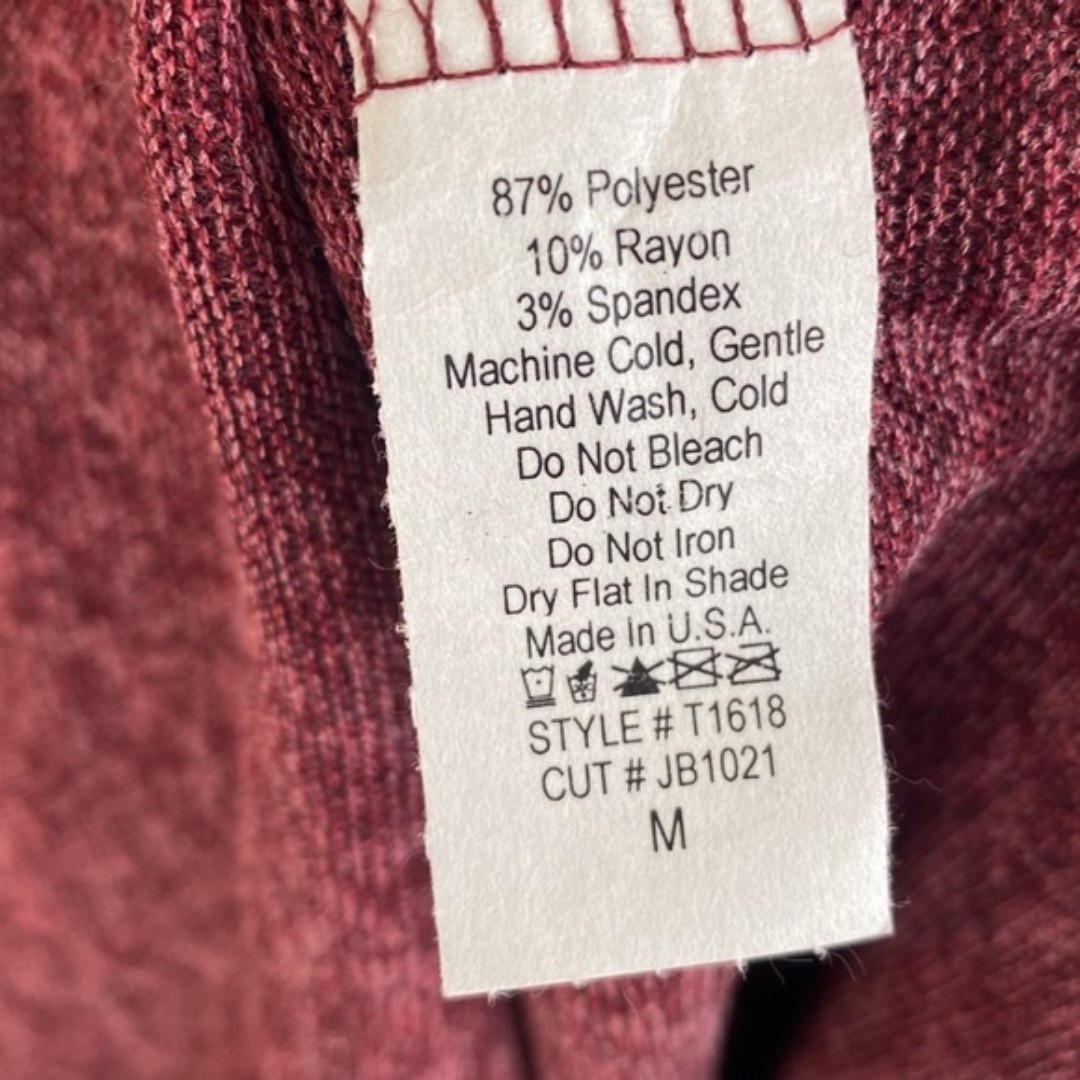 87% Polyester
10% Rayon
3% Spandex
Machine Cold, Gentle
Hand Wash, Cold
Do Not Bleach
Do Not Dry
Do Not Iron
Dry Flat In Shade
Made In U.S.A.
STYLE # T1618
CUT # JB1021
M